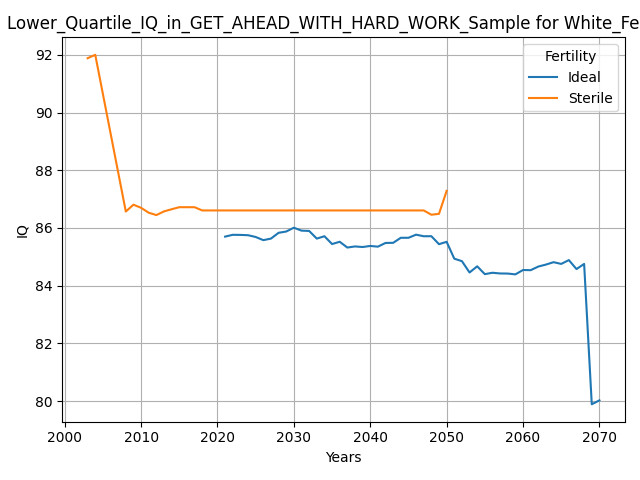 Lower_Quartile_IQ_in_GET_AHEAD_WITH_HARD_WORK_Sample for White_Fe
92
90
88
86
84
82
80
IQ
Fertility
Ideal
Sterile
2000 2010 2020 2030 2040 2050 2060 2070
Years